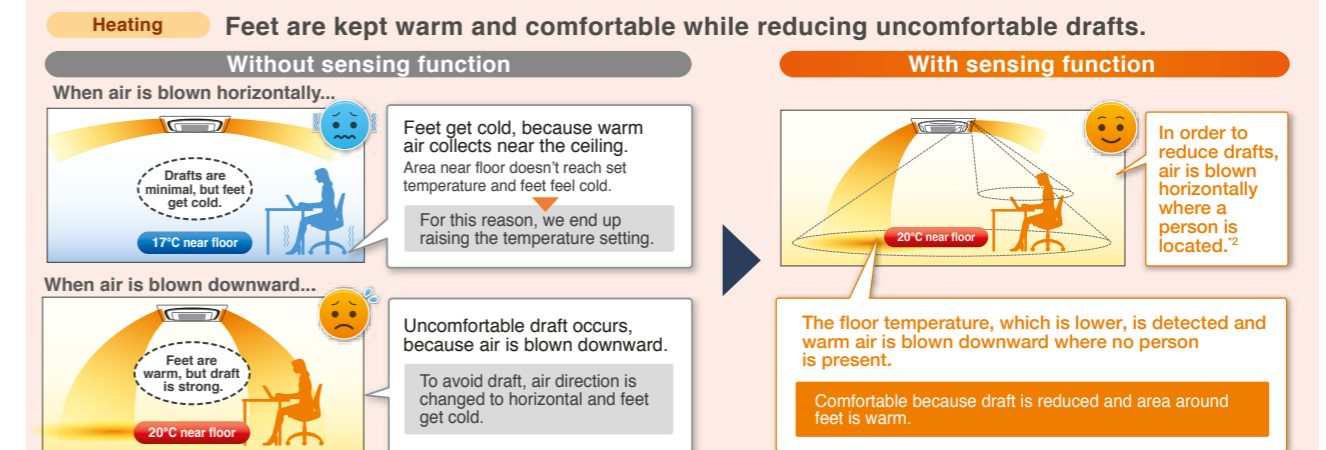 Heating
Feet are kept warm and comfortable while reducing uncomfortable drafts.
Without sensing function
When air is blown horizontally...
Drafts are
minimal, but feet
get cold.
17°C near floor
Feet get cold, because warm
air collects near the ceiling.
Area near floor doesn't reach set
temperature and feet feel cold.
For this reason, we end up
raising the temperature setting.
When air is blown downward...
Feet are
warm, but draft
is strong.
20°C near floor
Uncomfortable draft occurs,
because air is blown downward.
To avoid draft, air direction is
changed to horizontal and feet
get cold.
With sensing function
20°C near floor
In order to
reduce drafts,
air is blown
horizontally
where a
person is
located.*2
The floor temperature, which is lower, is detected and
warm air is blown downward where no person
is present.
Comfortable because draft is reduced and area around
feet is warm.